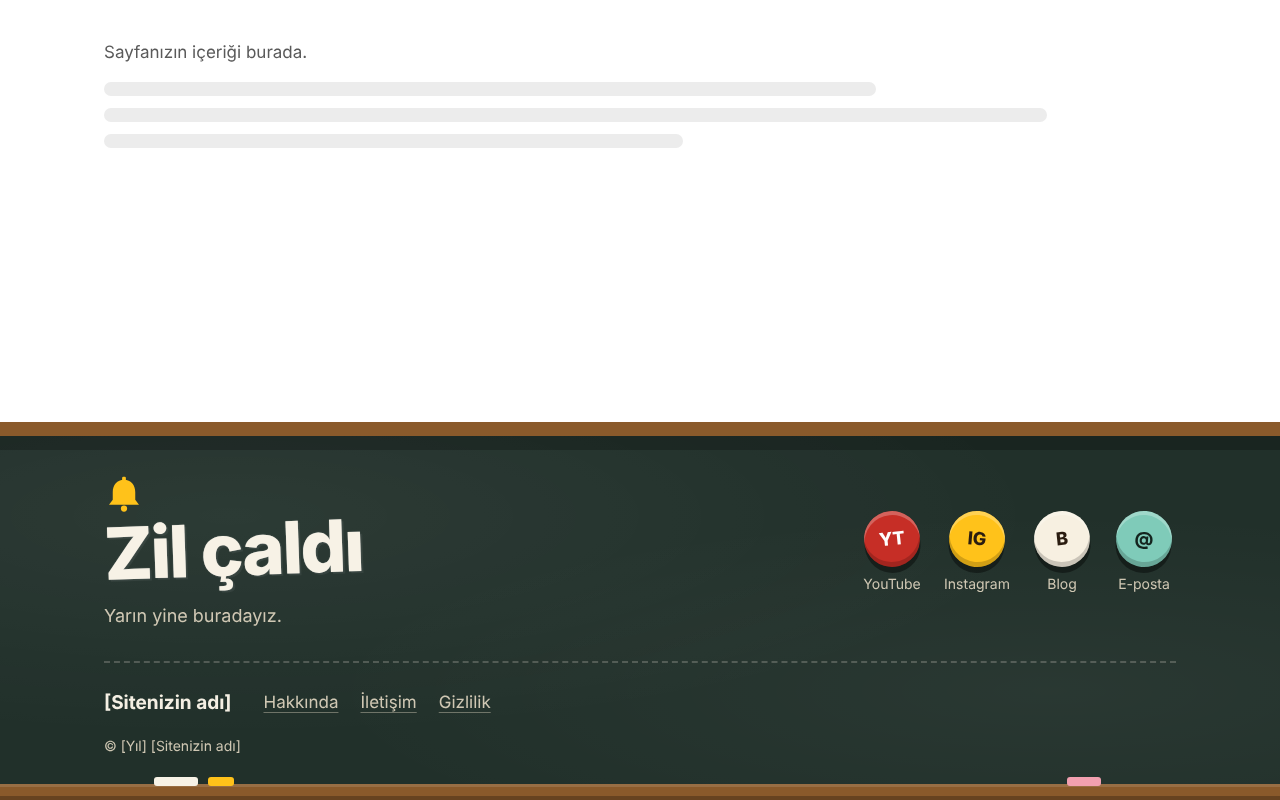 Sayfanızın içeriği burada.
Zil çaldı
Yarın yine buradayız.
YT IG B @
YouTube Instagram Blog E-posta
[Sitenizin adı] Hakkında İletişim Gizlilik
© [Yıl] [Sitenizin adı]